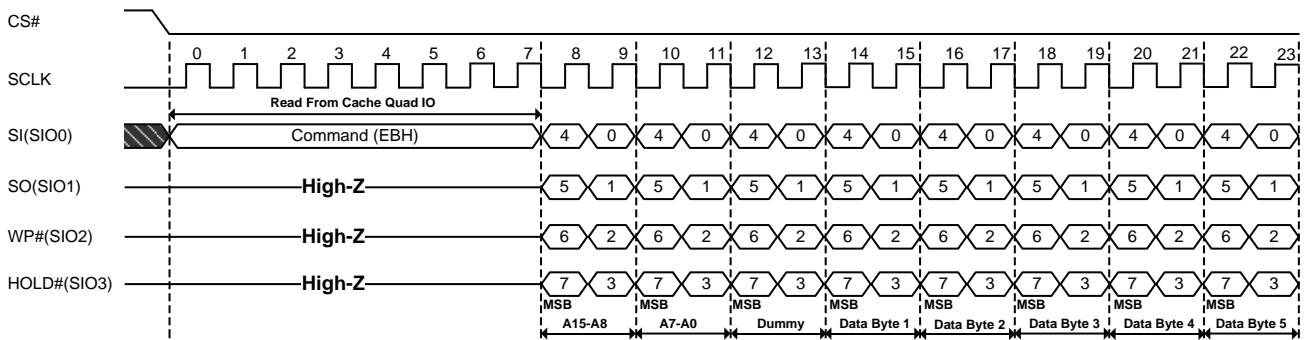 CS#
0 1 2 3 4 5 6 7 8 9 10 11 12 13 14 15 16 17 18 19 20 21 22 23
SCLK
Read From Cache Quad IO
SI(SIO0) Command (EBH) 4 0 4 0 4 0 4 0 4 0 4 0 4 0 4 0
SO(SIO1) High-Z 5 1 5 1 5 1 5 1 5 1 5 1 5 1 5 1
WP#(SIO2) High-Z 6 2 6 2 6 2 6 2 6 2 6 2 6 2 6 2
HOLD#(SIO3) High-Z 7 3 7 3 7 3 7 3 7 3 7 3 7 3 7 3
MSB MSB MSB MSB MSB MSB MSB MSB
A15-A8 A7-A0 Dummy Data Byte 1 Data Byte 2 Data Byte 3 Data Byte 4 Data Byte 5